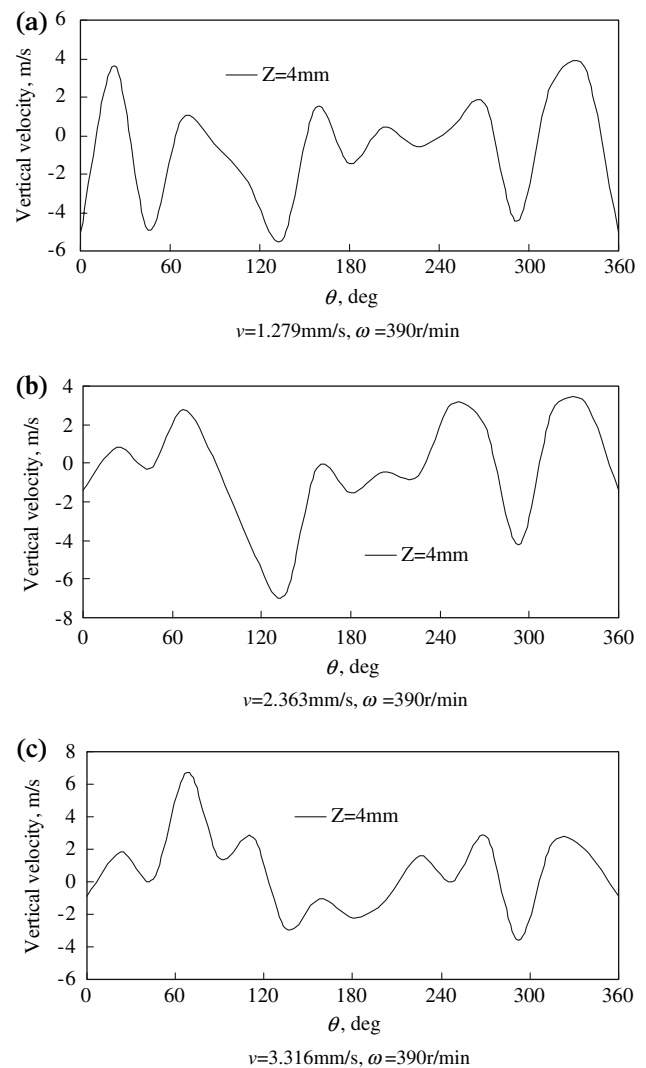 (a)
6
4
2
0
-2
-4
-6
Vertical velocity, m/s
Z=4mm
0 60 120 180 240 300 360
θ, deg
v=1.279mm/s, ω =390r/min
(b)
4
2
0
-2
-4
-6
-8
Vertical velocity, m/s
Z=4mm
0 60 120 180 240 300 360
θ, deg
v=2.363mm/s, ω =390r/min
(c)
8
6
4
2
0
-2
-4
-6
Vertical velocity, m/s
Z=4mm
0 60 120 180 240 300 360
θ, deg
v=3.316mm/s, ω=390r/min